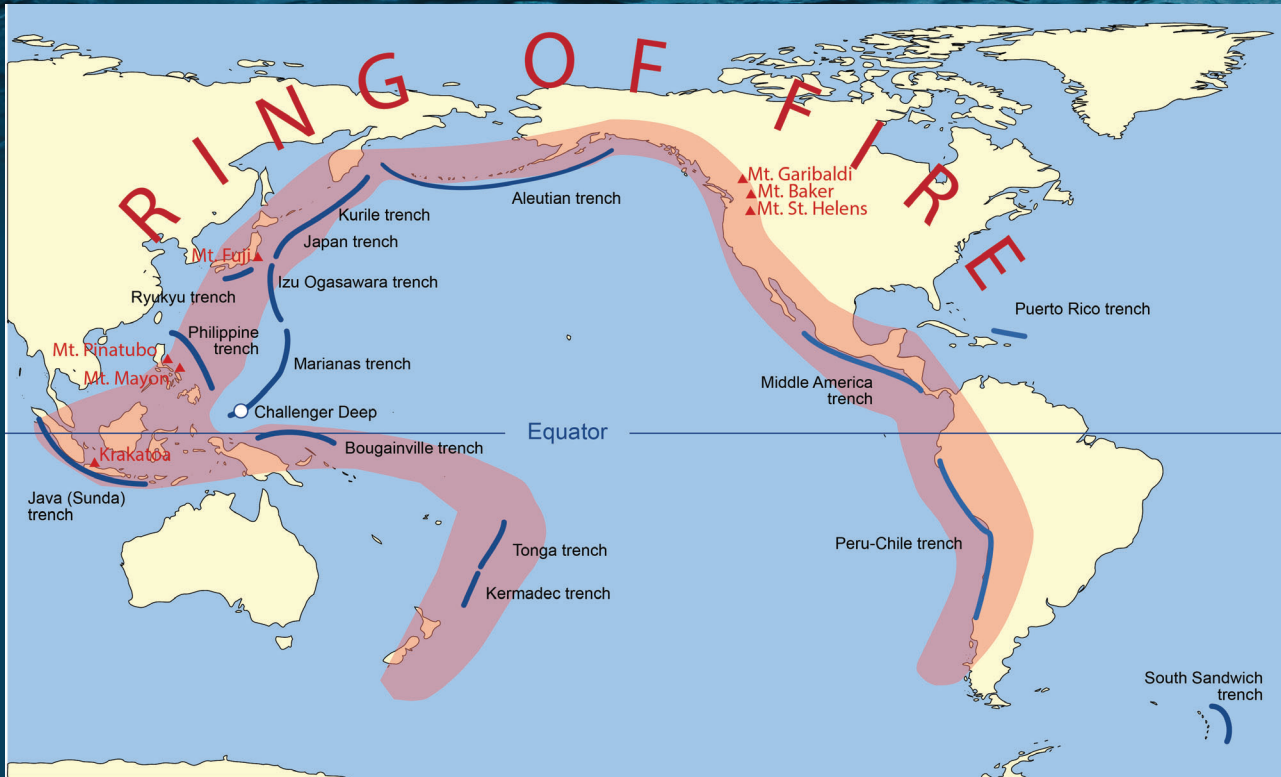 RING OF FIRE
Aleutian trench
Kurile trench
Japan trench
Mt. Fuji
Izu Ogasawara trench
Ryukyu trench
Philippine
trench
Mt. Pinatubo
Mt. Mayon
Marianas trench
Challenger Deep
Equator
Bougainville trench
Krakatoa
Java (Sunda)
trench
Tonga trench
Kermadec trench
Mt. Garibaldi
Mt. Baker
Mt. St. Helens
Puerto Rico trench
Middle America
trench
Peru-Chile trench
South Sandwich
trench